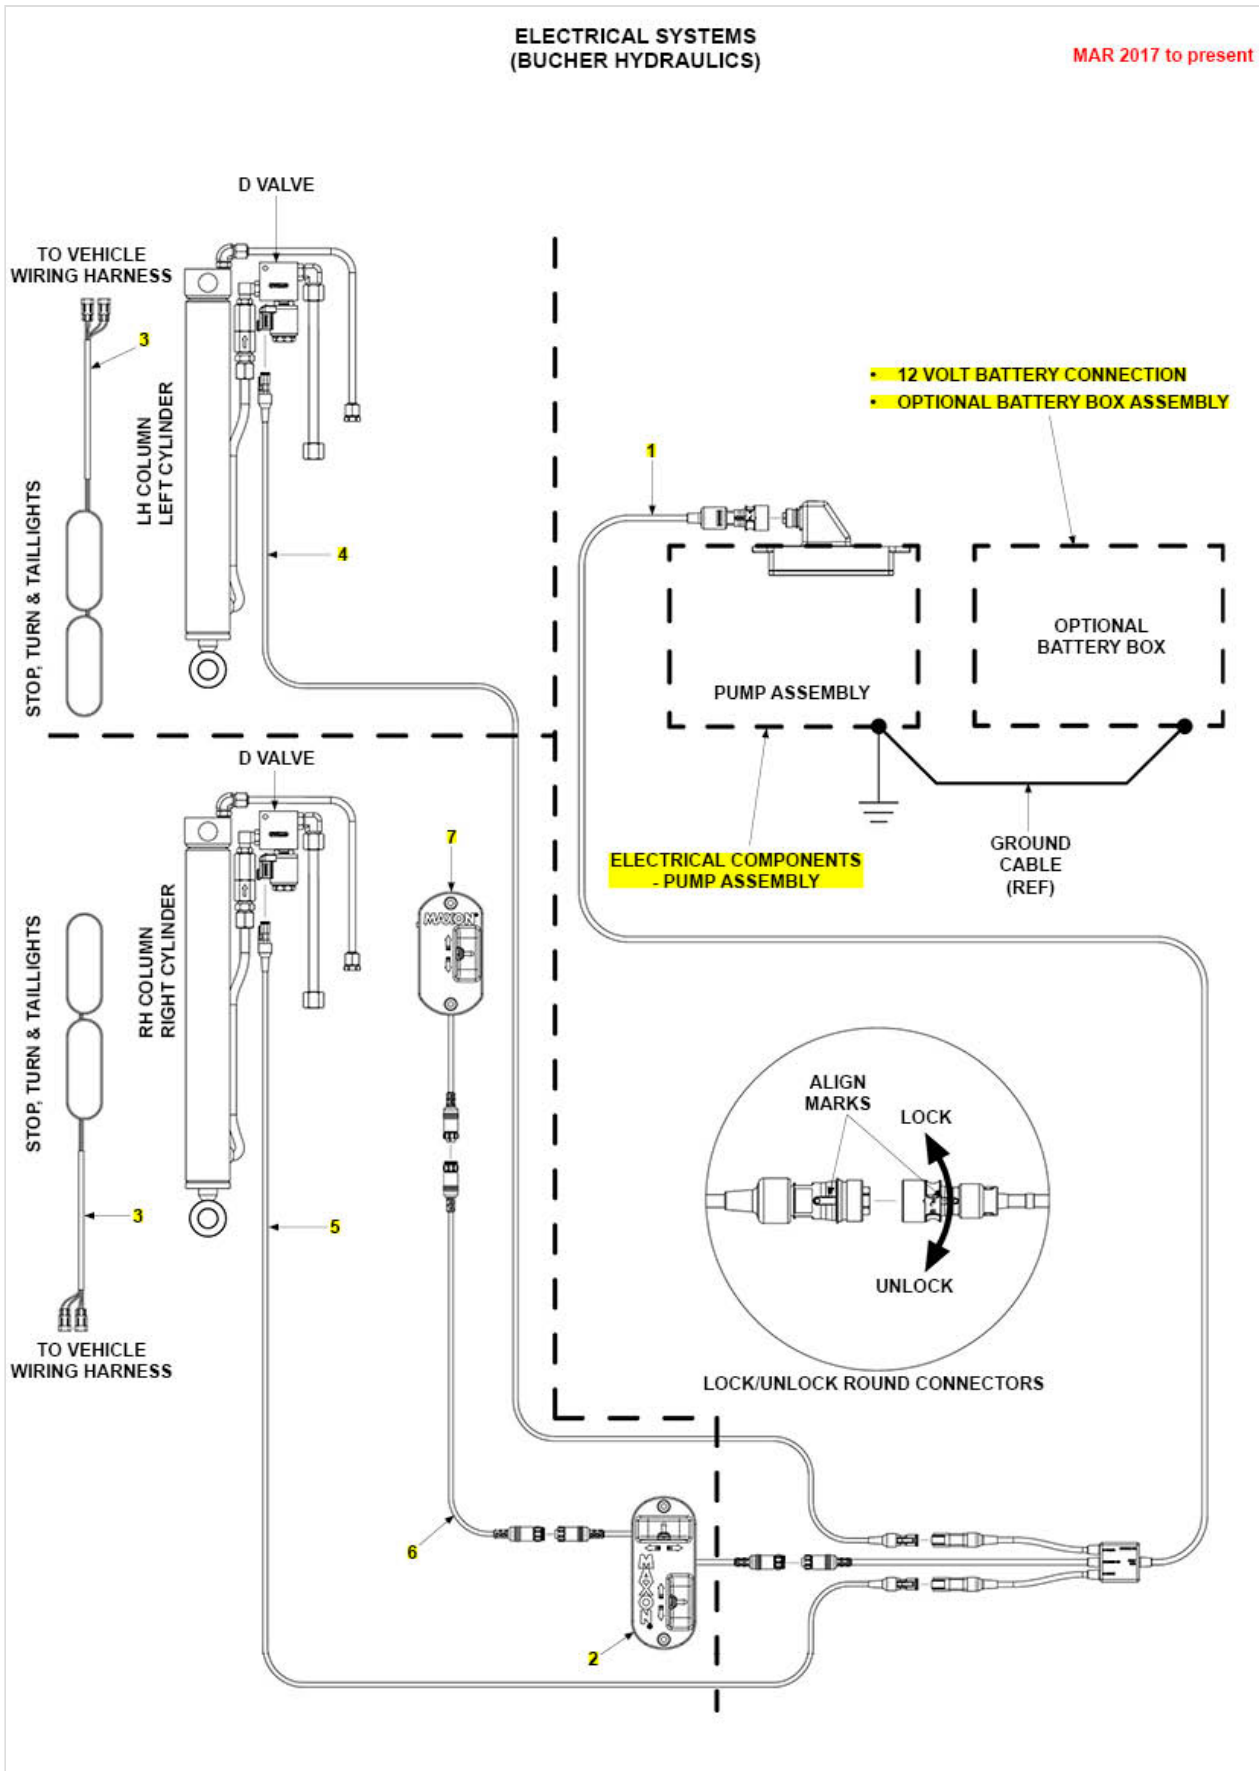 ELECTRICAL SYSTEMS
(BUCHER HYDRAULICS)
MAR 2017 to present
D VALVE
TO VEHICLE
WIRING HARNESS
3
LH COLUMN
LEFT CYLINDER
STOP, TURN & TAILLIGHTS
4
• 12 VOLT BATTERY CONNECTION
• OPTIONAL BATTERY BOX ASSEMBLY
1
OPTIONAL
BATTERY BOX
PUMP ASSEMBLY
ELECTRICAL COMPONENTS
- PUMP ASSEMBLY
GROUND
CABLE
(REF)
D VALVE
7
MAXON
RH COLUMN
RIGHT CYLINDER
STOP, TURN & TAILLIGHTS
3
5
TO VEHICLE
WIRING HARNESS
ALIGN
MARKS
LOCK
UNLOCK
LOCK/UNLOCK ROUND CONNECTORS
6
MAXON
2